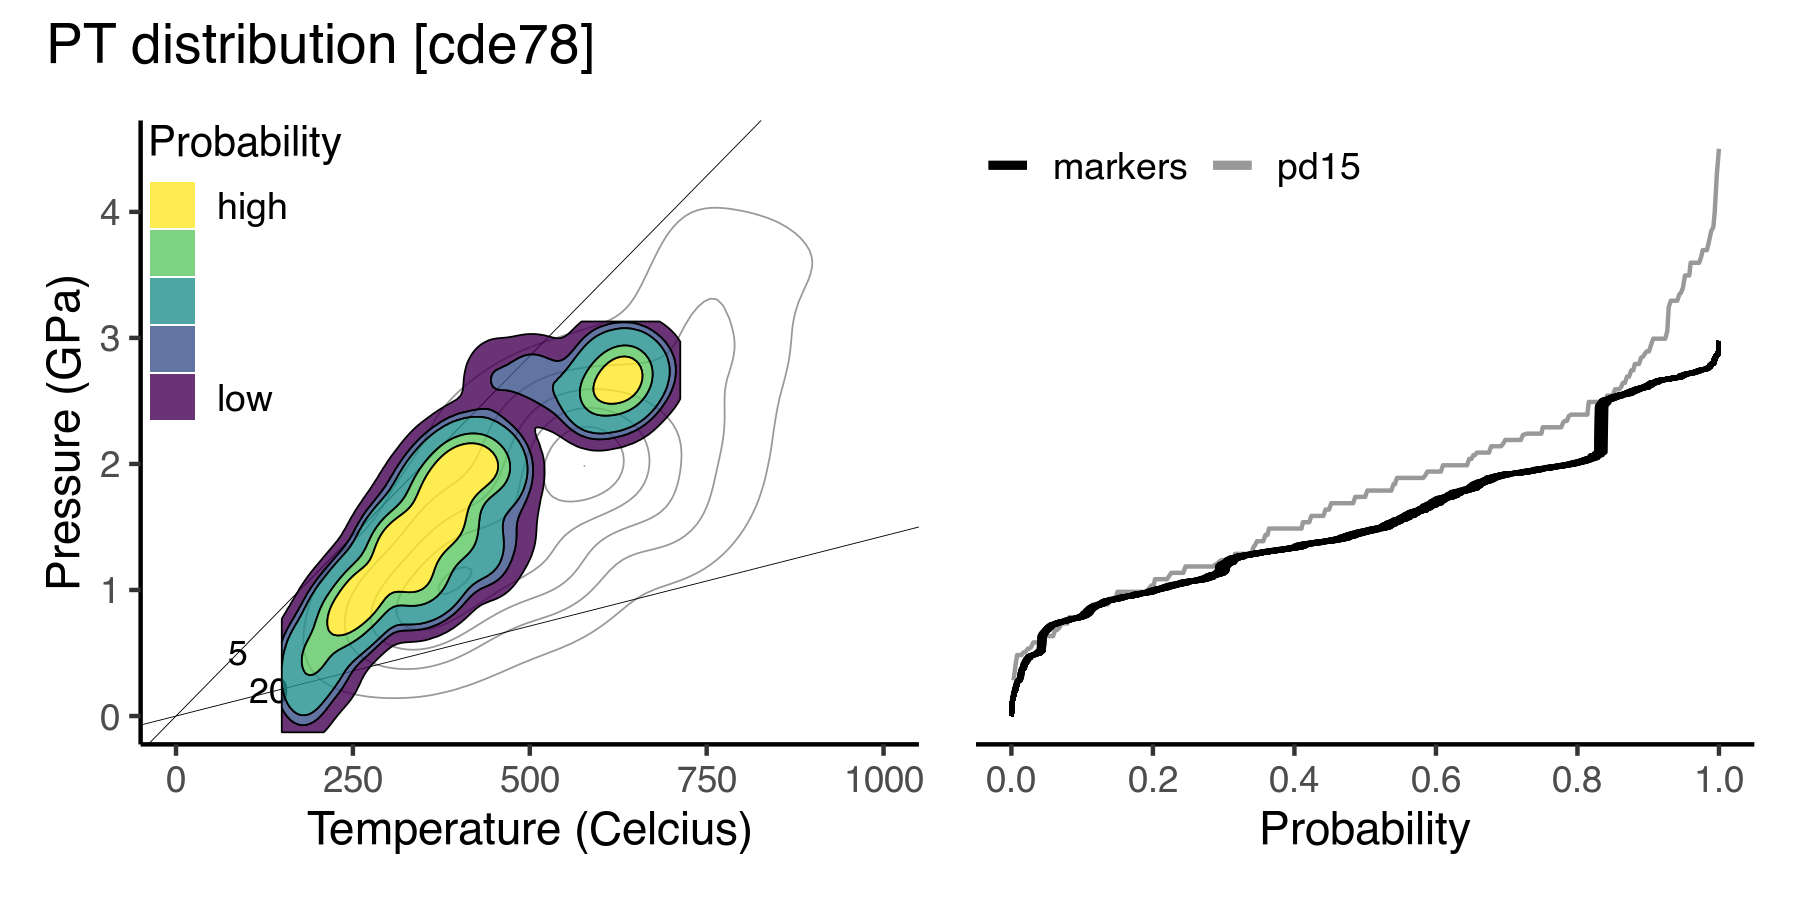 PT distribution [cde78]
Probability
high
low
4
3
2
1
0
Pressure (GPa)
5
20
0 250 500 750 1000
Temperature (Celcius)
markers pd15
0.0 0.2 0.4 0.6 0.8 1.0
Probability